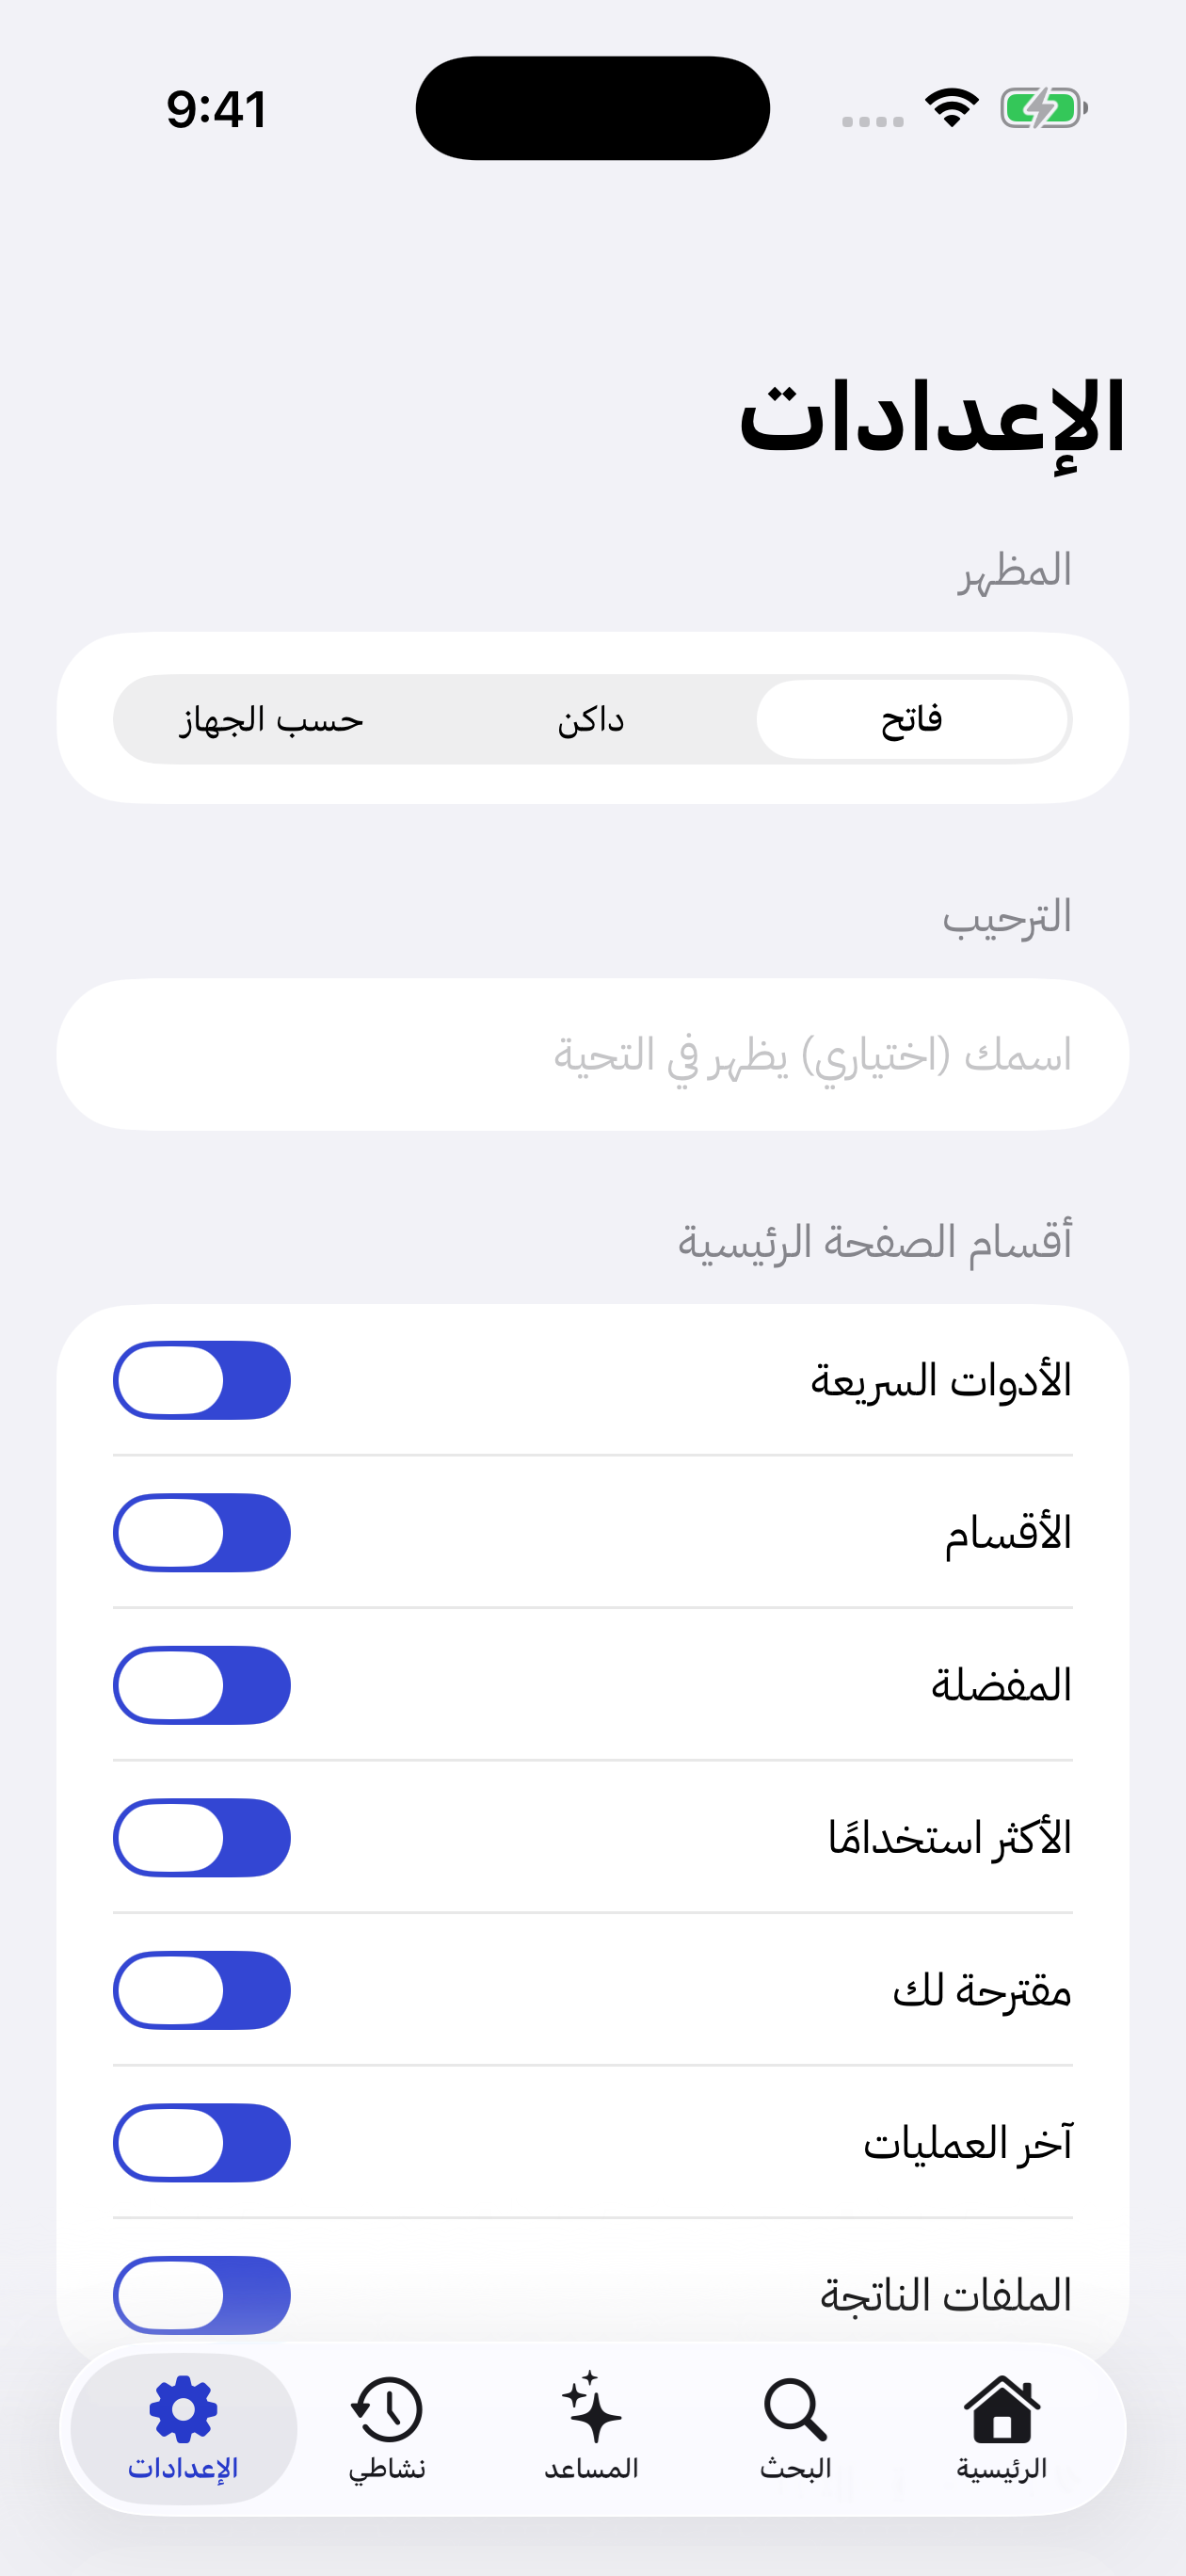 9:41
الإعدادات
المظهر
فاتح
داكن
حسب الجهاز
الترحيب
اسمك (اختياري) يظهر في التحية
أقسام الصفحة الرئيسية
الأدوات السريعة
الأقسام
المفضلة
الأكثر استخدامًا
مقترحة لك
آخر العمليات
الملفات الناتجة
الرئيسية
البحث
المساعد
نشاطي
الإعدادات